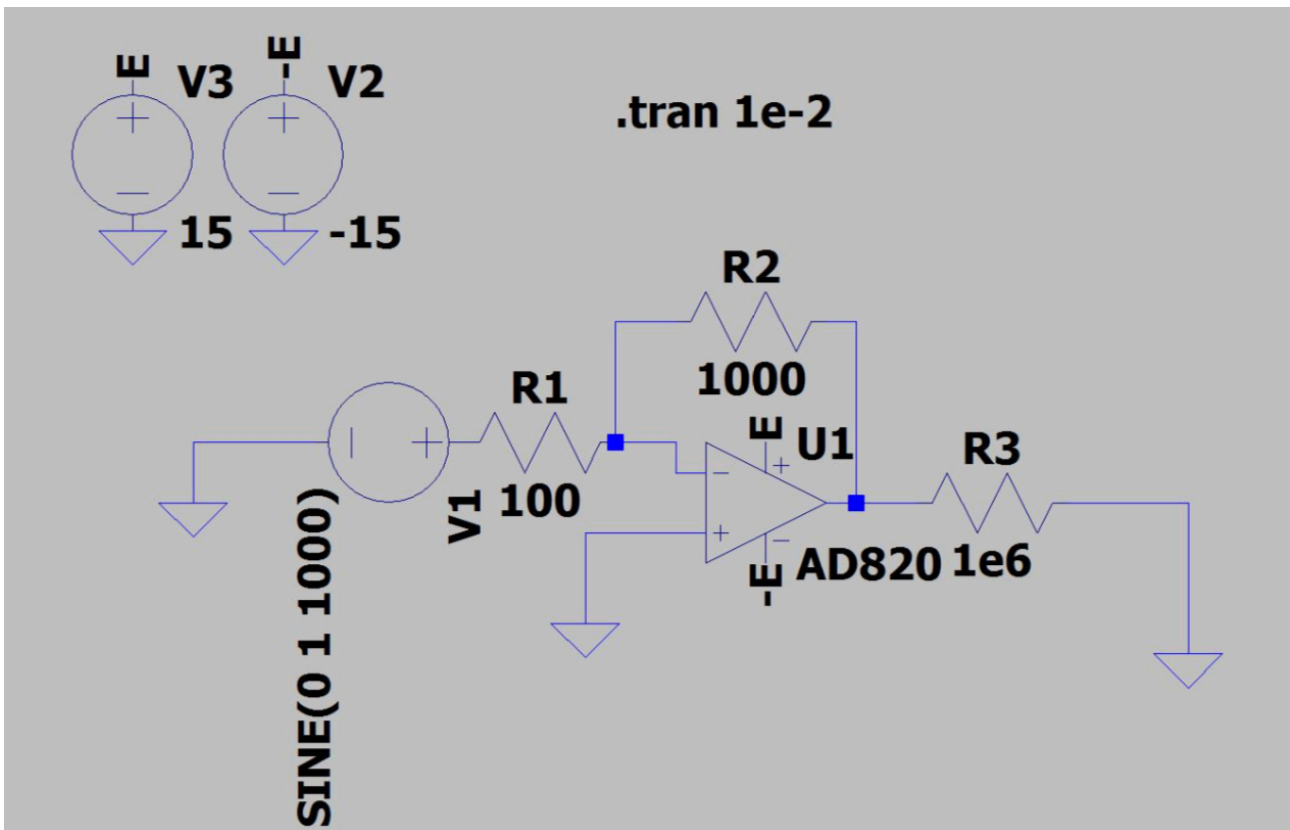 E
V3
15
-E
V2
-15
.tran 1e-2
R2
1000
R1
100
V1
SINE(0 1 1000)
E
U1
-E
AD820
R3
1e6